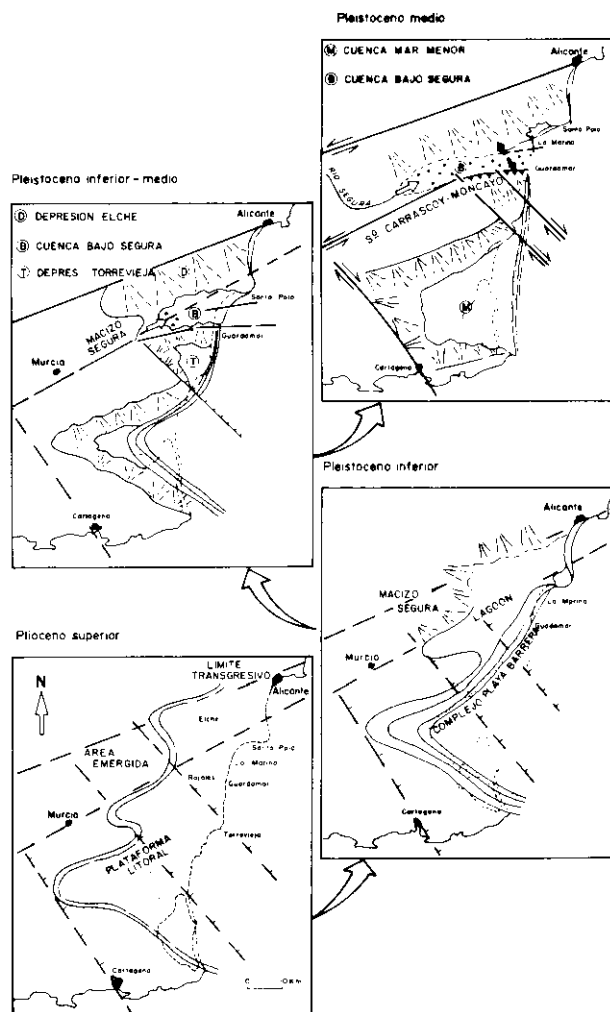 Pleistoceno medio
Ⓜ CUENCA MAR MENOR
Ⓑ CUENCA BAJO SEGURA
Alicante
Santa Pola
La Marina
Guardamar
RIO SEGURA
Sª CARRASCOY-MONCAYO
B
M
Cartagena
Pleistoceno inferior - medio
Ⓓ DEPRESION ELCHE
Ⓑ CUENCA BAJO SEGURA
Ⓣ DEPRES TORREVIEJA
Alicante
D
Santa Pola
B
MACIZO
SEGURA
Guardamar
Murcia
T
Cartagena
Pleistoceno inferior
Alicante
MACIZO
SEGURA
LAGOON
La Marina
Guadamar
Murcia
COMPLEJO PLAYA BARRERA
Cartagena
Plioceno superior
N
LIMITE
TRANSGRESIVO
Alicante
Elche
AREA
EMERGIDA
Santa Pola
La Marina
Rojales
Guardamar
Murcia
Torrevieja
PLATAFORMA
LITORAL
Cartagena